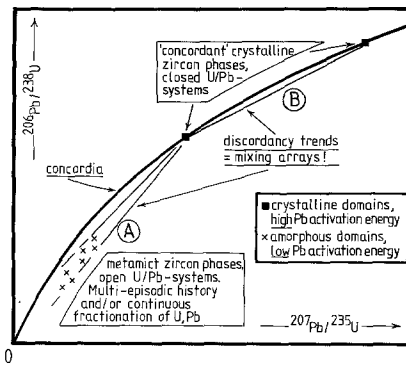 'concordant' crystalline
zircon phases,
closed U/Pb-
systems
206Pb/238U
B
discordancy trends
= mixing arrays!
concordia
A
■ crystalline domains,
high Pb activation energy
× amorphous domains,
low Pb activation energy
metamict zircon phases,
open U/Pb-systems.
Multi-episodic history
and/or continuous
fractionation of U,Pb
207Pb/235U
0